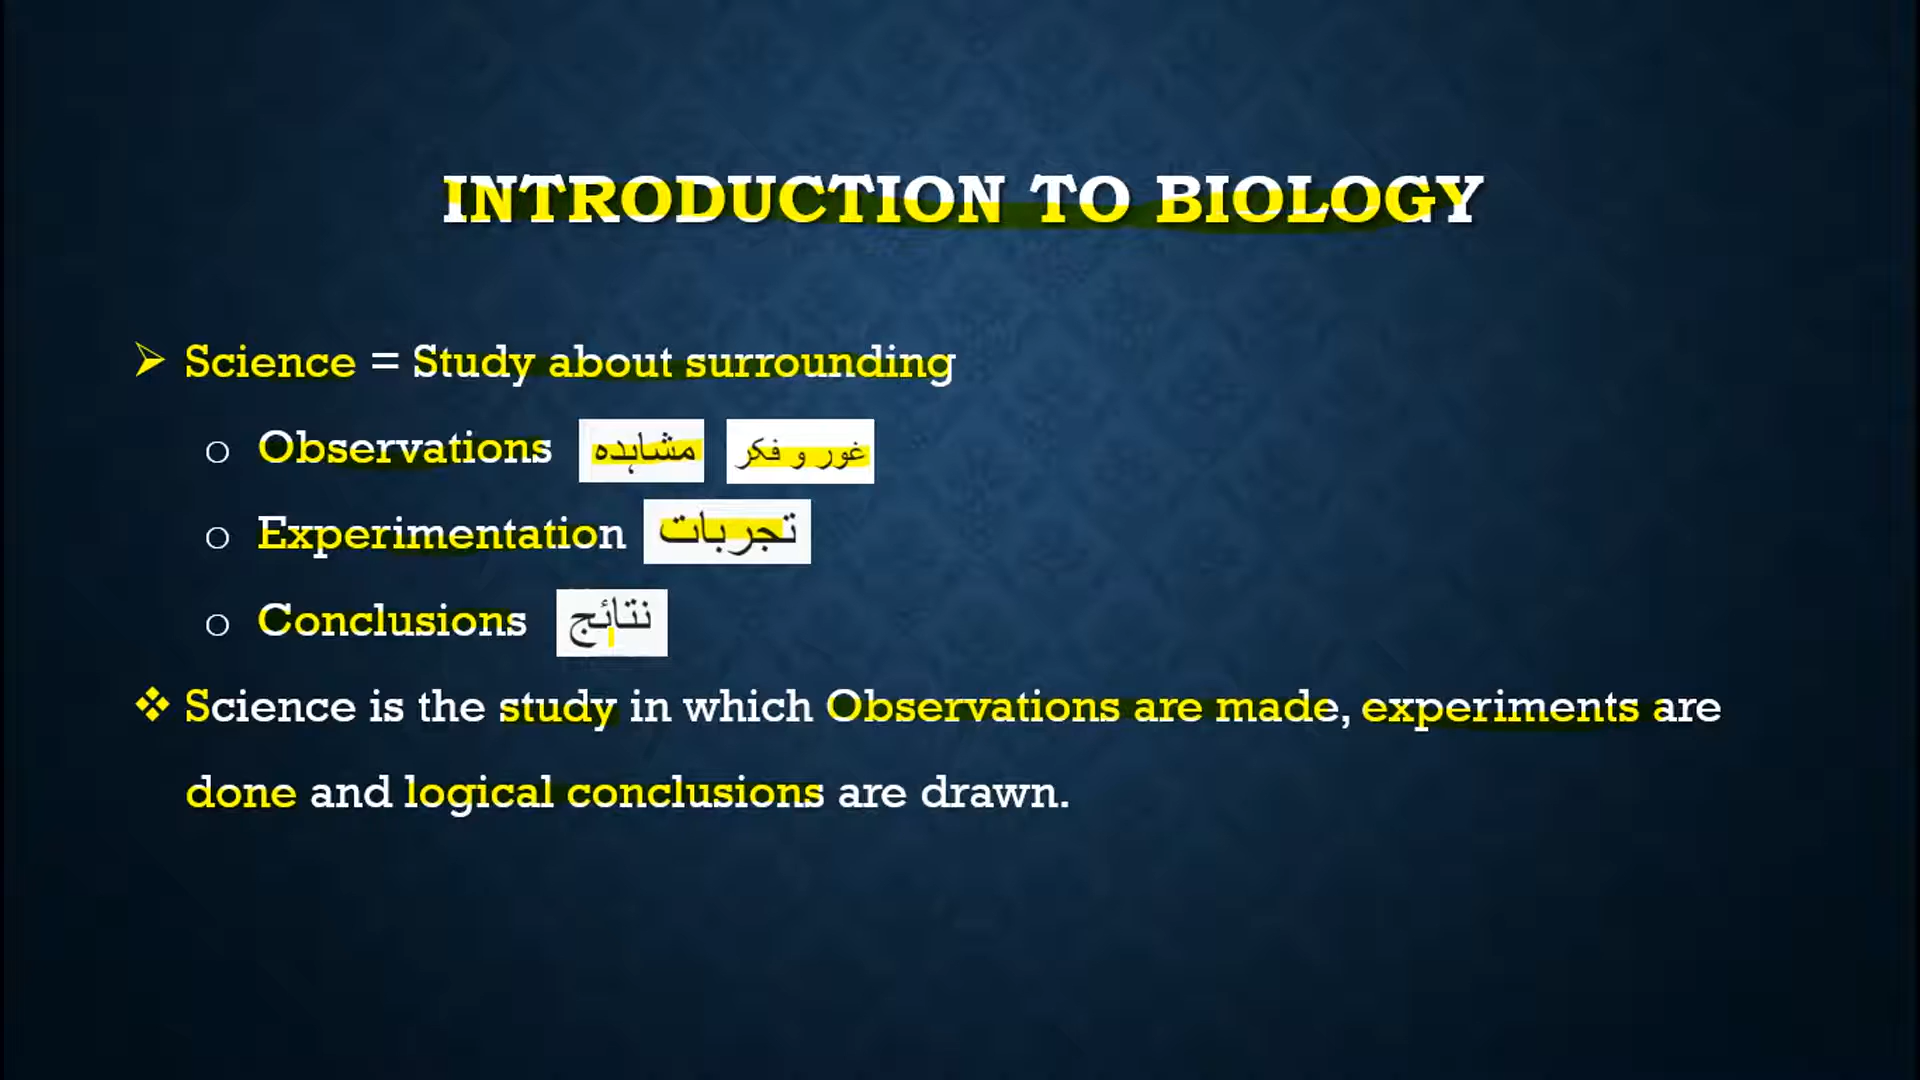 INTRODUCTION TO BIOLOGY
Science = Study about surrounding
Observations مشاہدہ غور و فکر
Experimentation تجربات
Conclusions نتائج
Science is the study in which Observations are made, experiments are
done and logical conclusions are drawn.